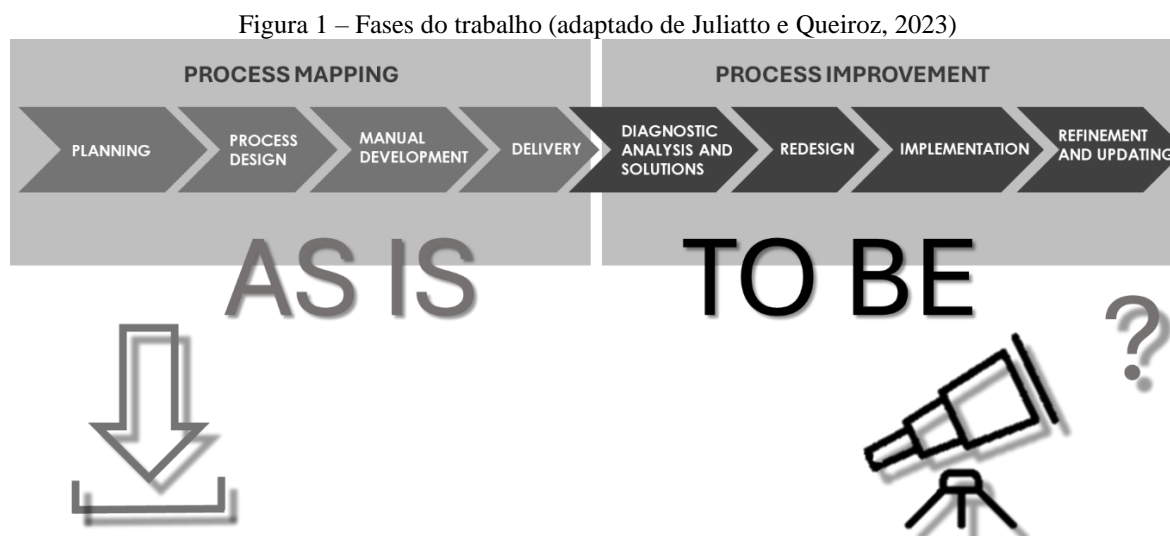 Figura 1 – Fases do trabalho (adaptado de Juliatto e Queiroz, 2023)
PROCESS MAPPING
PROCESS IMPROVEMENT
PLANNING
PROCESS
DESIGN
MANUAL
DEVELOPMENT
DELIVERY
DIAGNOSTIC
ANALYSIS AND
SOLUTIONS
REDESIGN
IMPLEMENTATION
REFINEMENT
AND UPDATING
AS IS
TO BE
?